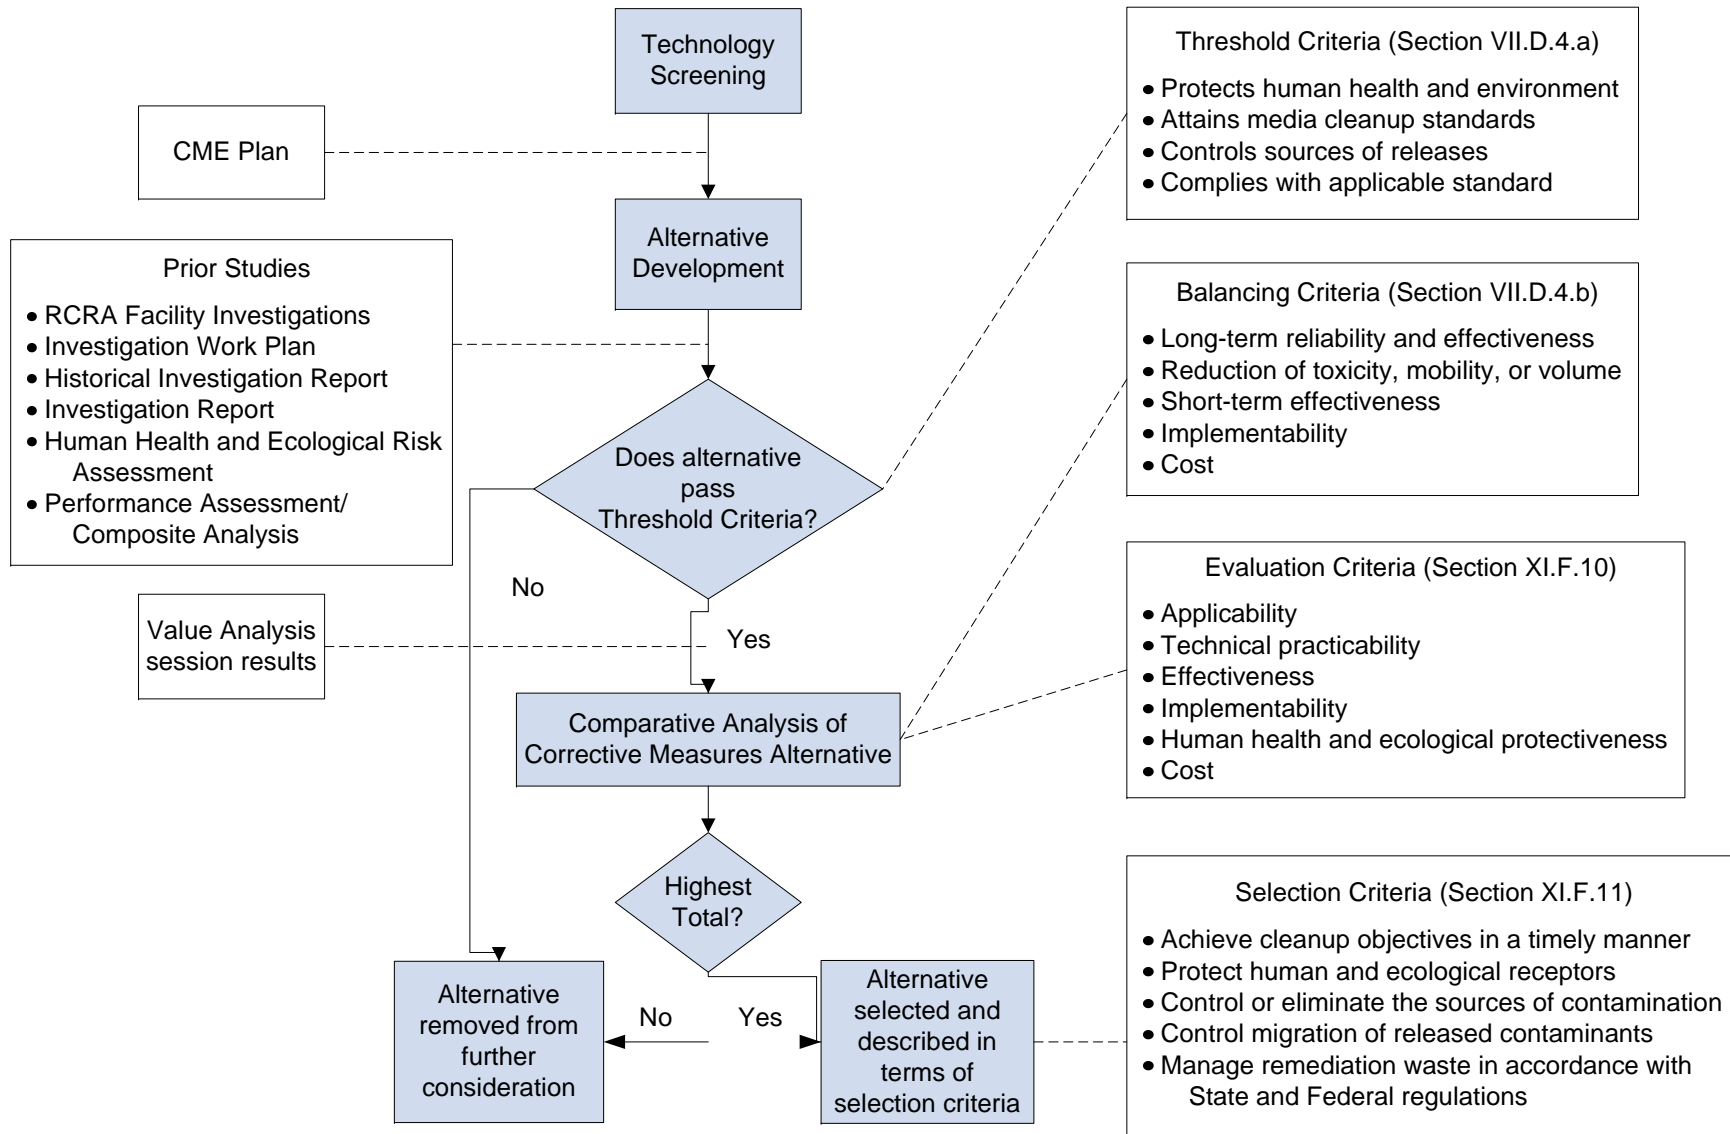 Technology
Screening
CME Plan
Alternative
Development
Prior Studies
• RCRA Facility Investigations
• Investigation Work Plan
• Historical Investigation Report
• Investigation Report
• Human Health and Ecological Risk
Assessment
• Performance Assessment/
Composite Analysis
Does alternative
pass
Threshold Criteria?
No
Yes
Value Analysis
session results
Comparative Analysis of
Corrective Measures Alternative
Highest
Total?
No
Yes
Alternative
removed from
further
consideration
Alternative
selected and
described in
terms of
selection criteria
Threshold Criteria (Section VII.D.4.a)
• Protects human health and environment
• Attains media cleanup standards
• Controls sources of releases
• Complies with applicable standard
Balancing Criteria (Section VII.D.4.b)
• Long-term reliability and effectiveness
• Reduction of toxicity, mobility, or volume
• Short-term effectiveness
• Implementability
• Cost
Evaluation Criteria (Section XI.F.10)
• Applicability
• Technical practicability
• Effectiveness
• Implementability
• Human health and ecological protectiveness
• Cost
Selection Criteria (Section XI.F.11)
• Achieve cleanup objectives in a timely manner
• Protect human and ecological receptors
• Control or eliminate the sources of contamination
• Control migration of released contaminants
• Manage remediation waste in accordance with
State and Federal regulations